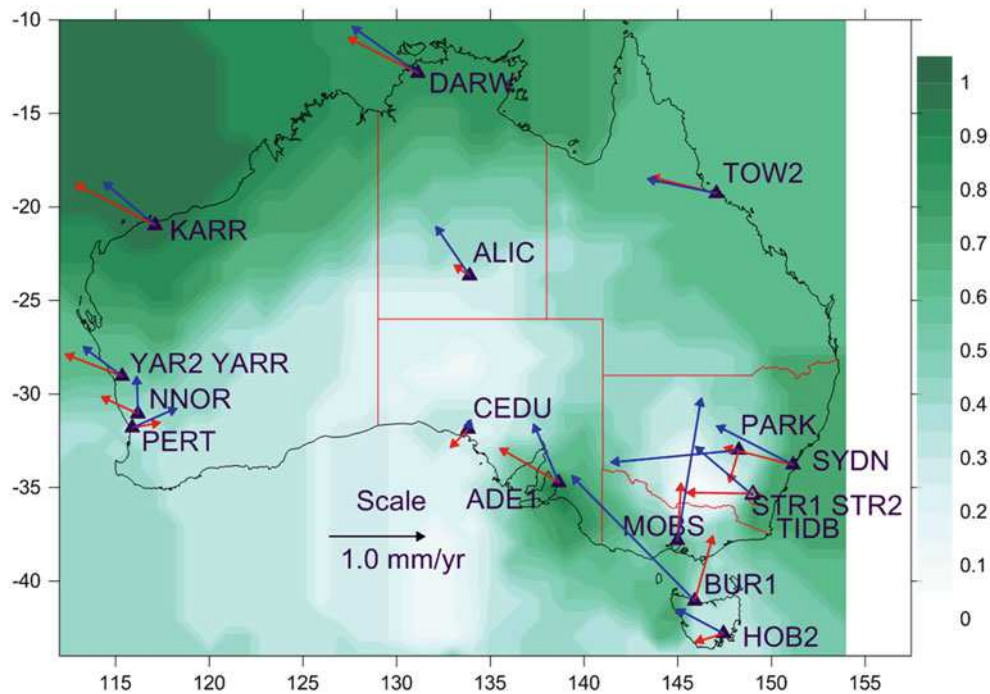 -10
-15
-20
-25
-30
-35
-40
115
120
125
130
135
140
145
150
155
DARW
TOW2
KARR
ALIC
YAR2 YARR
NNOR
PERT
CEDU
PARK
SYDN
ADE1
STR1 STR2
MOBS
TIDB
BUR1
HOB2
Scale
1.0 mm/yr
1
0.9
0.8
0.7
0.6
0.5
0.4
0.3
0.2
0.1
0